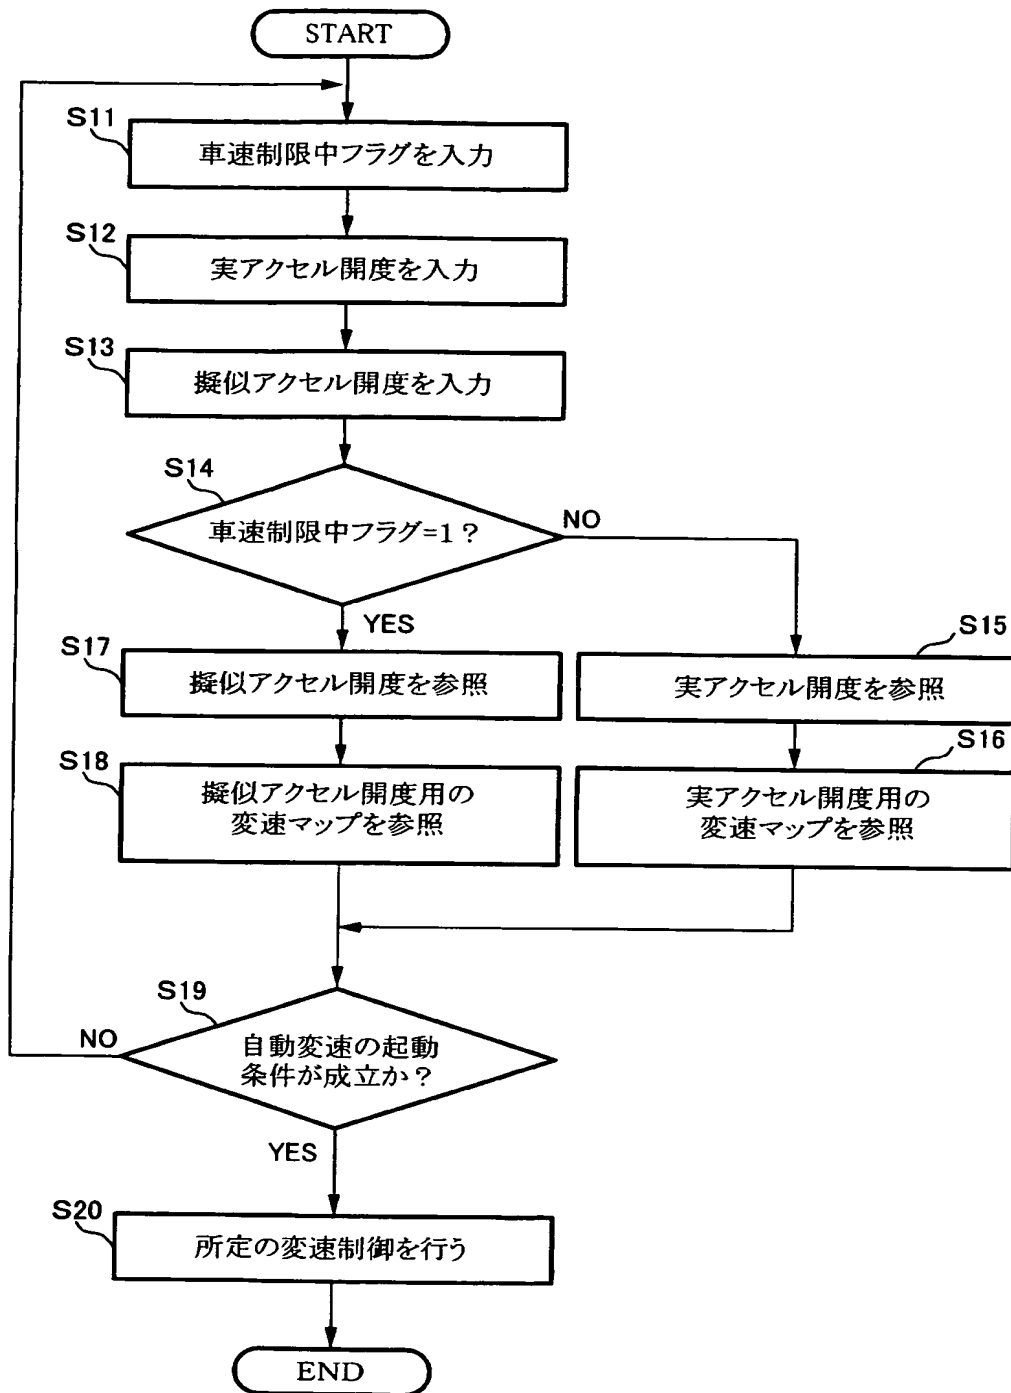 START
S11
車速制限中フラグを入力
S12
実アクセル開度を入力
S13
擬似アクセル開度を入力
S14
車速制限中フラグ=1?
NO
YES
S17
擬似アクセル開度を参照
S15
実アクセル開度を参照
S18
擬似アクセル開度用の
変速マップを参照
S16
実アクセル開度用の
変速マップを参照
S19
NO
自動変速の起動
条件が成立か?
YES
S20
所定の変速制御を行う
END